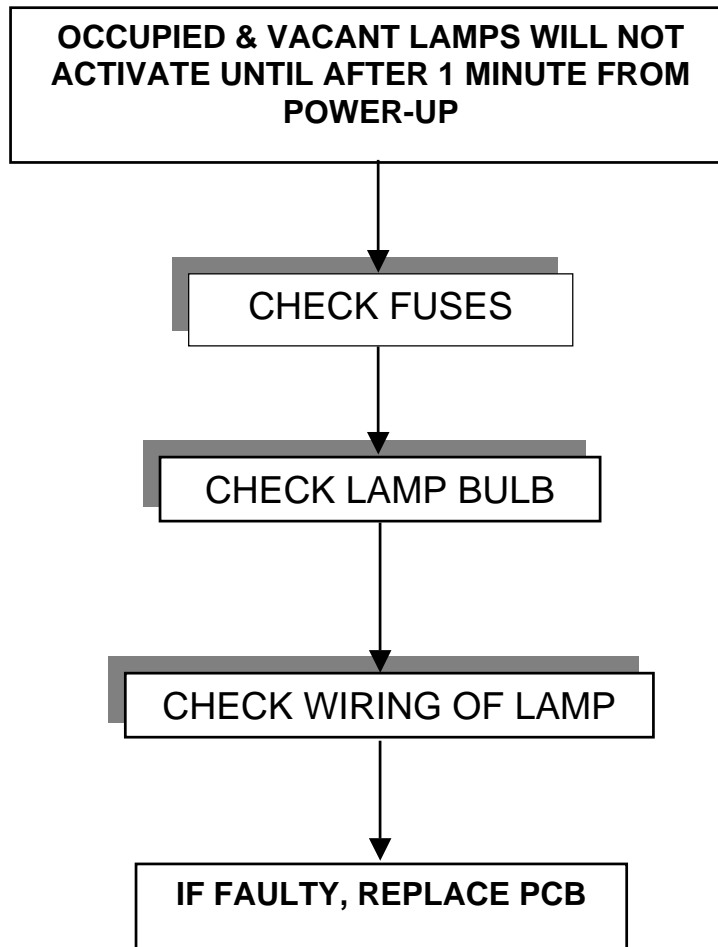 OCCUPIED & VACANT LAMPS WILL NOT
ACTIVATE UNTIL AFTER 1 MINUTE FROM
POWER-UP
CHECK FUSES
CHECK LAMP BULB
CHECK WIRING OF LAMP
IF FAULTY, REPLACE PCB